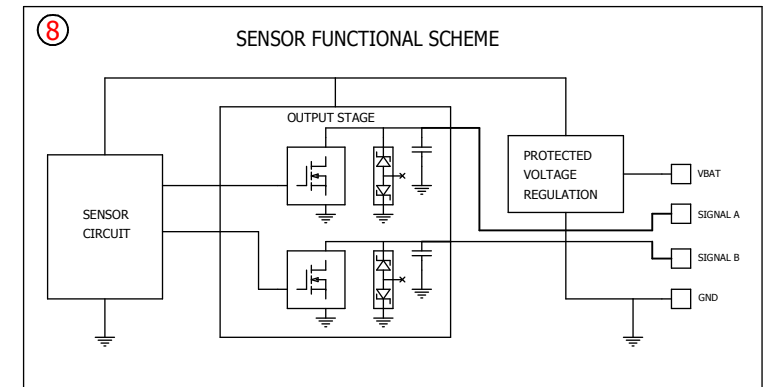 8
SENSOR FUNCTIONAL SCHEME
OUTPUT STAGE
PROTECTED
VOLTAGE
REGULATION
VBAT
SIGNAL A
SENSOR
CIRCUIT
SIGNAL B
GND